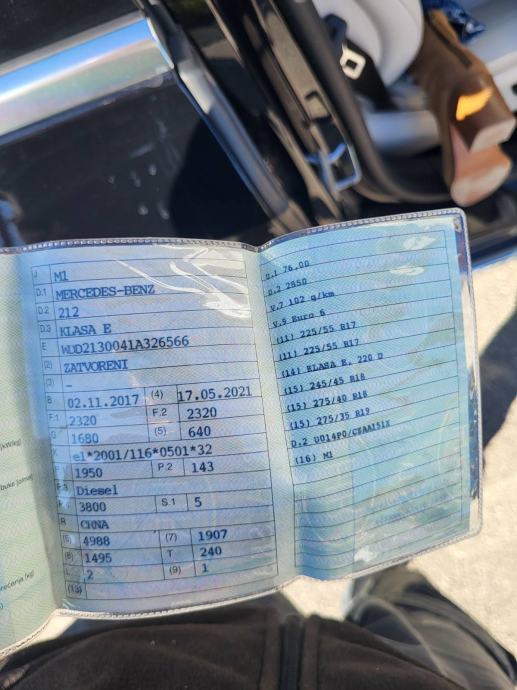 J M1
D.1 MERCEDES-BENZ
D.2 212
D.3 KLASA E
E WUD2130041A326566
(2) ZATVORENI
(3) -
B 02.11.2017 (4) 17.05.2021
F.1 2320 F.2 2320
G 1680 (5) 640
K e1*2001/116*0501*32
P.1 1950 P.2 143
P.3 Diesel
3800 S.1 5
R CRNA
(6) 4988 (7) 1907
(8) 1495 T 240
L 2 (9) 1
(13)
U.1 76,00
U.2 2850
V.7 102 g/km
V.9 Euro 6
(11) 225/55 R17
(11) 225/55 R17
(14) KLASA E, 220 D
(15) 245/45 R18
(15) 275/40 R18
(15) 275/35 R19
(16) M1
[kW/kg]